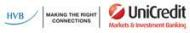 HVB
MAKING THE RIGHT
CONNECTIONS
UniCredit
Markets & Investment Banking